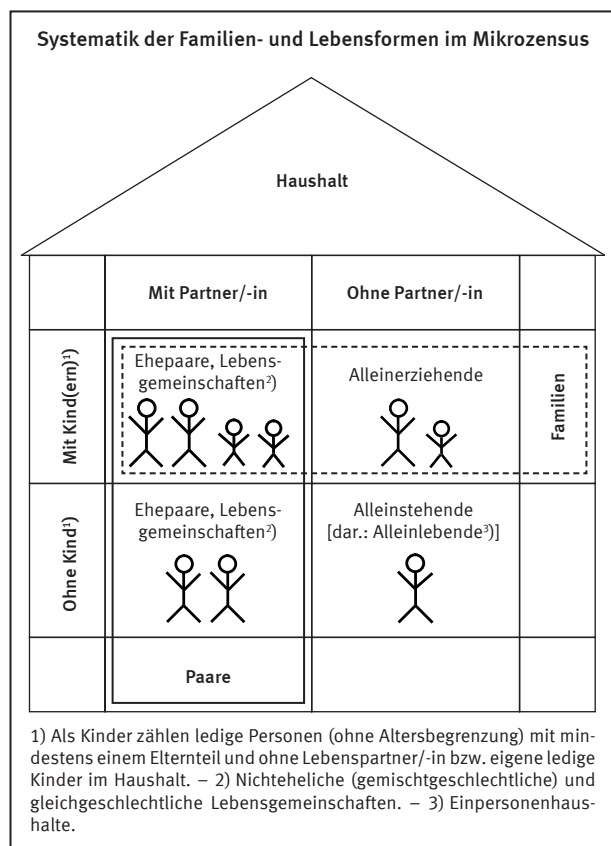 Systematik der Familien- und Lebensformen im Mikrozensus
Haushalt
Mit Partner/-in
Ohne Partner/-in
Mit Kind(ern)¹)
Ehepaare, Lebens-
gemeinschaften²)
Alleinerziehende
Familien
Ohne Kind¹)
Ehepaare, Lebens-
gemeinschaften²)
Alleinstehende
[dar.: Alleinlebende³)]
Paare
1) Als Kinder zählen ledige Personen (ohne Altersbegrenzung) mit min-
destens einem Elternteil und ohne Lebenspartner/-in bzw. eigene ledige
Kinder im Haushalt. – 2) Nichteheliche (gemischtgeschlechtliche) und
gleichgeschlechtliche Lebensgemeinschaften. – 3) Einpersonenhaus-
halte.